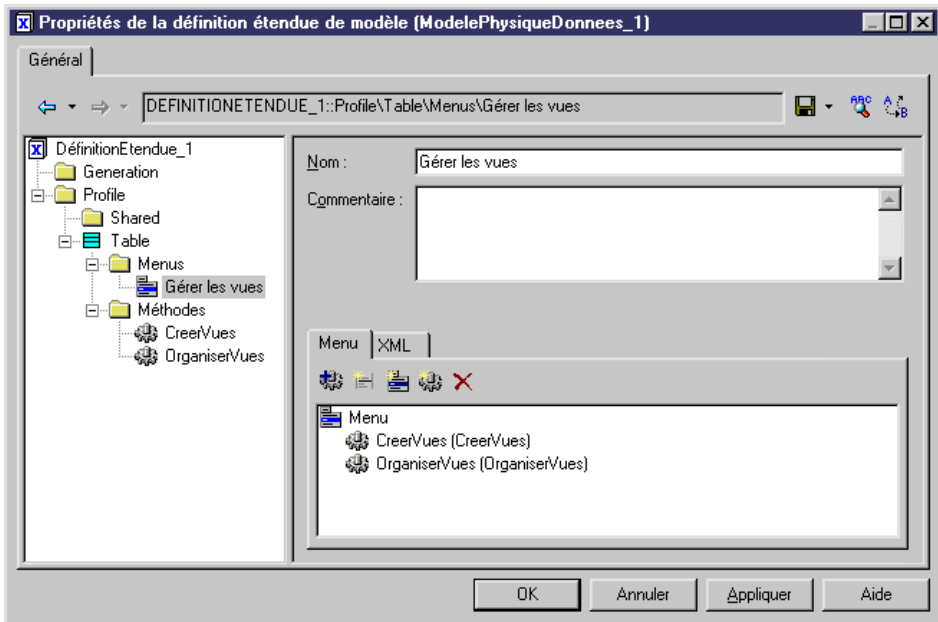 Propriétés de la définition étendue de modèle (ModelePhysiqueDonnees_1)
Général
DEFINITIONETENDUE_1::Profile\Table\Menus\Gérer les vues
ABC
A
B
DéfinitionEtendue_1
Generation
Profile
Shared
Table
Menus
Gérer les vues
Méthodes
CreerVues
OrganiserVues
Nom :
Gérer les vues
Commentaire :
Menu
XML
Menu
CreerVues (CreerVues)
OrganiserVues (OrganiserVues)
OK
Annuler
Appliquer
Aide